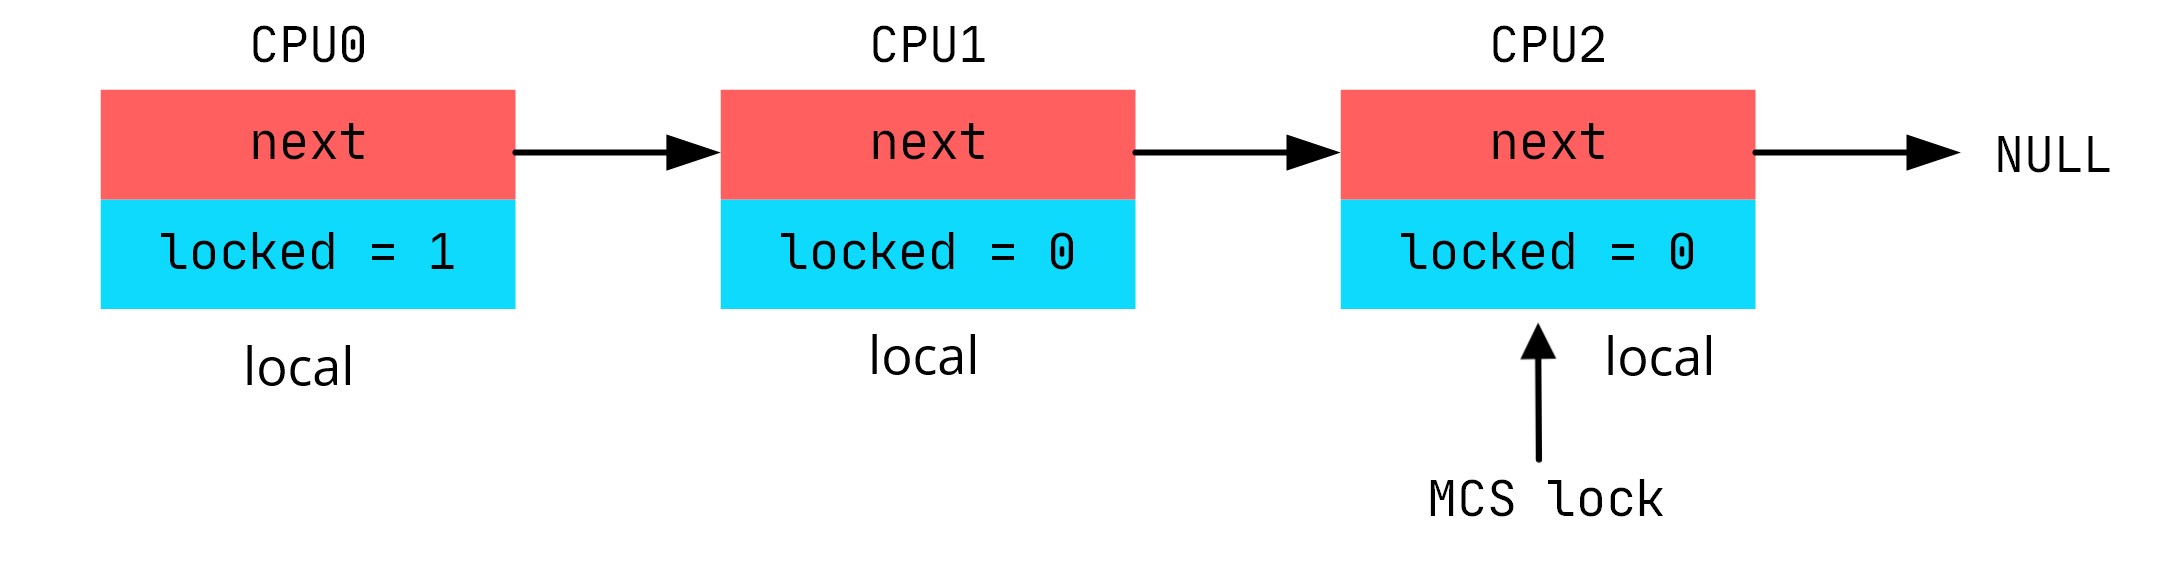 CPU0 CPU1 CPU2
next next next NULL
locked = 1 locked = 0 locked = 0
local local local
MCS lock